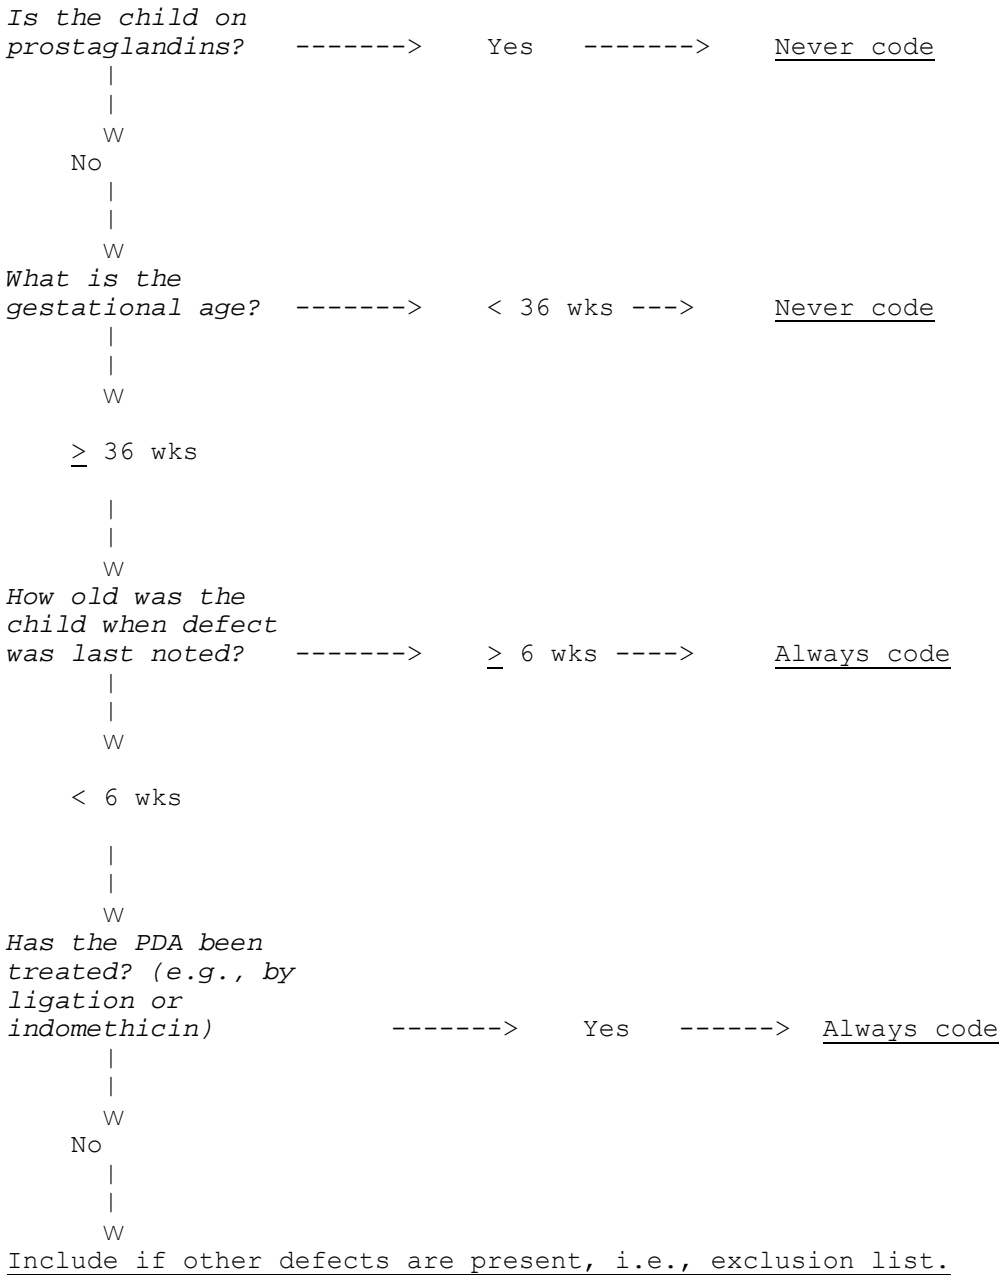 Is the child on
prostaglandins? -------> Yes -------> Never code
|
|
W
No
|
|
W
What is the
gestational age? -------> < 36 wks ---> Never code
|
|
W
> 36 wks
|
|
W
How old was the
child when defect
was last noted? -------> > 6 wks ----> Always code
|
|
W
< 6 wks
|
|
W
Has the PDA been
treated? (e.g., by
ligation or
indomethicin) -------> Yes ------> Always code
|
|
W
No
|
|
W
Include if other defects are present, i.e., exclusion list.